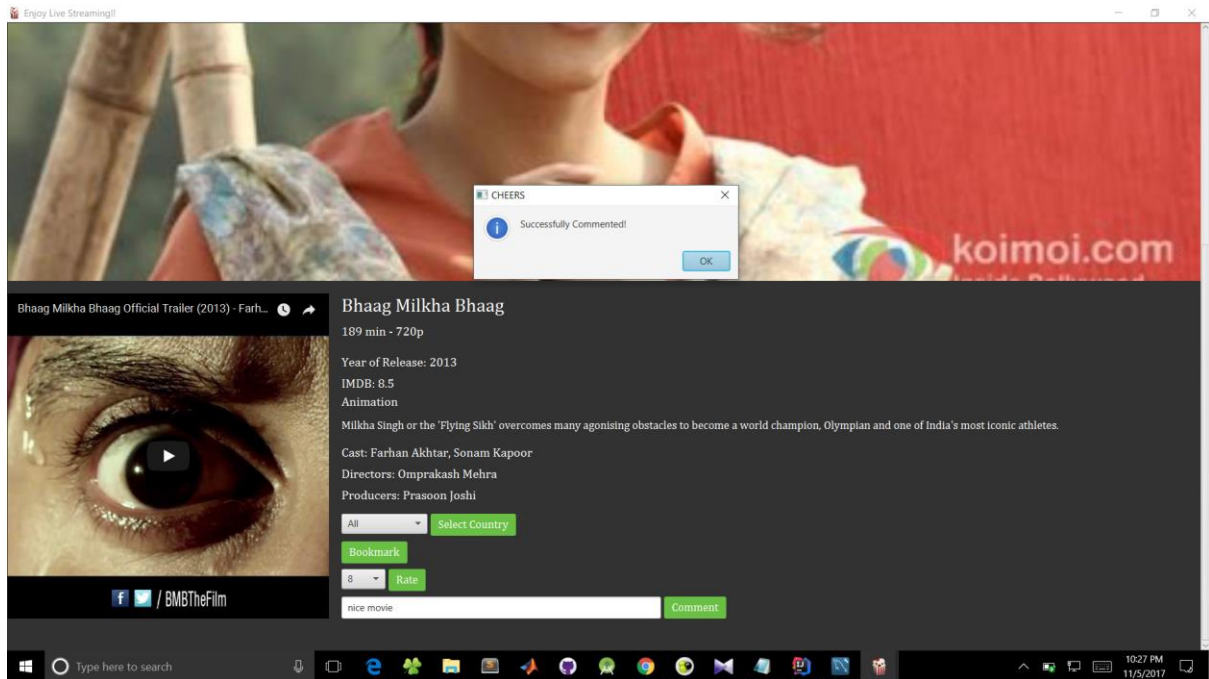 Enjoy Live Streaming!!
CHEERS
Successfully Commented!
OK
koimoi.com
Inside Bollywood
Bhaag Milkha Bhaag Official Trailer (2013) - Farh...
/ BMBTheFilm
Bhaag Milkha Bhaag
189 min - 720p
Year of Release: 2013
IMDB: 8.5
Animation
Milkha Singh or the 'Flying Sikh' overcomes many agonising obstacles to become a world champion, Olympian and one of India's most iconic athletes.
Cast: Farhan Akhtar, Sonam Kapoor
Directors: Omprakash Mehra
Producers: Prasoon Joshi
All Select Country
Bookmark
8 Rate
nice movie Comment
Type here to search
10:27 PM
11/5/2017